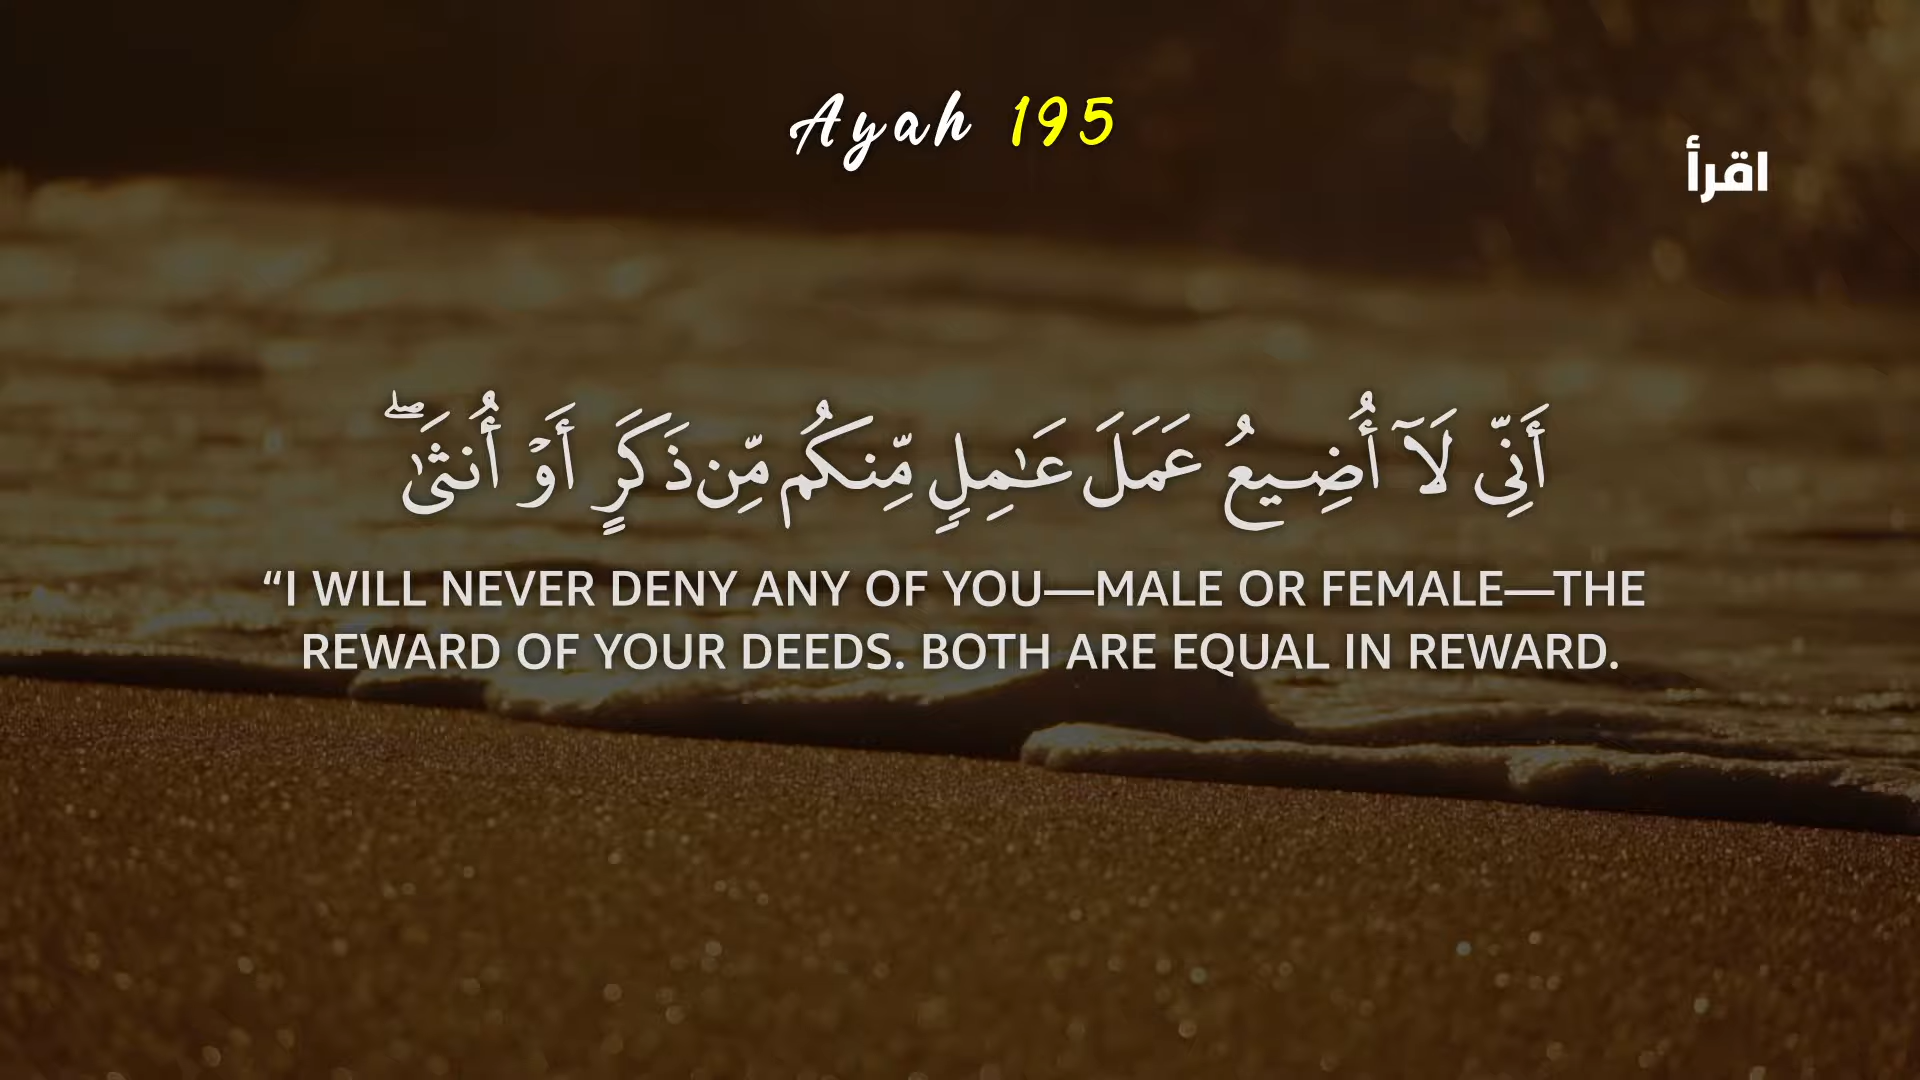 Ayah 195
اقرأ
أَنِّى لَآ أُضِيعُ عَمَلَ عَـٰمِلٍ مِّنكُم مِّن ذَكَرٍ أَوْ أُنثَىٰ ۖ
“I WILL NEVER DENY ANY OF YOU—MALE OR FEMALE—THE
REWARD OF YOUR DEEDS. BOTH ARE EQUAL IN REWARD.